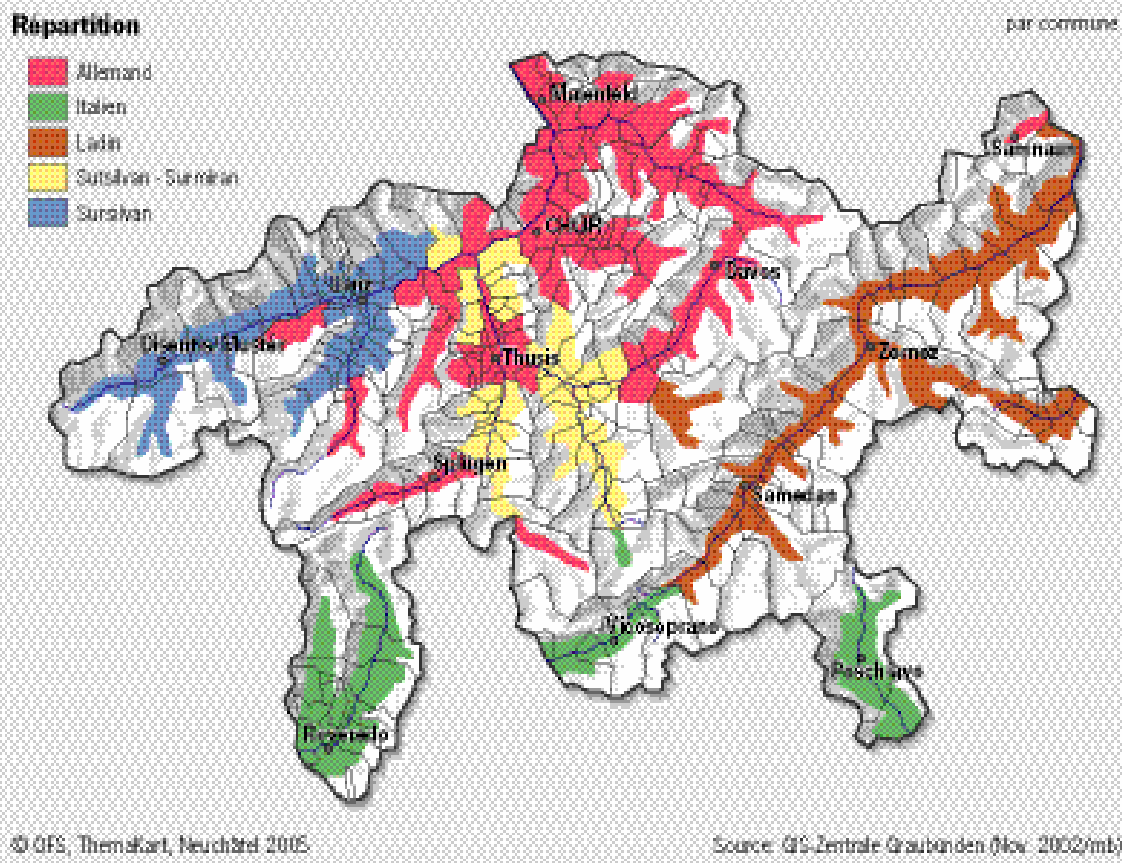 Répartition
par commune
Allemand
Italien
Ladin
Sutsilvan - Surmiran
Sursilvan
Maienfeld
Samnaun
CHUR
Davos
Ilanz
Disentis/Mustér
Thusis
Zernez
Splügen
Samedan
Vicosoprano
Poschiavo
Roveredo
© OFS, ThemaKart, Neuchâtel 2005
Source: GIS-Zentrale Graubünden (Nov. 2002/mb)